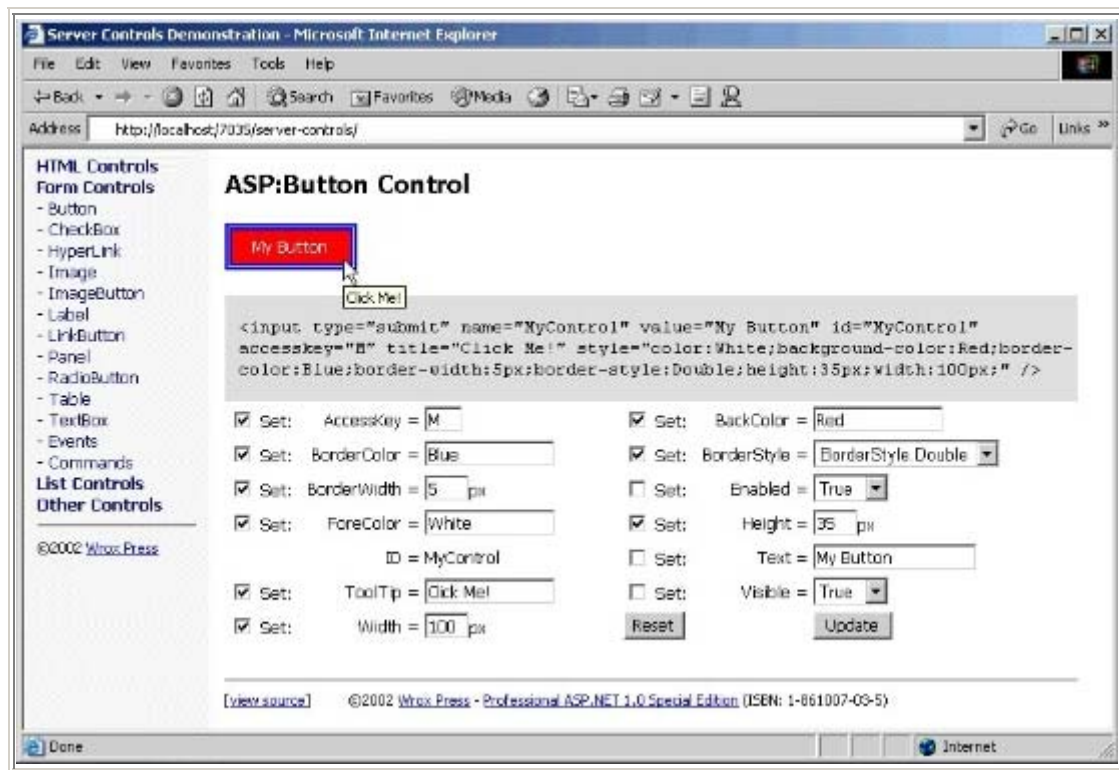 Server Controls Demonstration - Microsoft Internet Explorer
File Edit View Favorites Tools Help
Back Search Favorites Media
Address http://localhost/7035/server-controls/ Go Links »
HTML Controls
Form Controls
- Button
- CheckBox
- HyperLink
- Image
- ImageButton
- Label
- LinkButton
- Panel
- RadioButton
- Table
- TextBox
- Events
- Commands
List Controls
Other Controls
©2002 Wrox Press
ASP:Button Control
My Button
Click Me!
<input type="submit" name="MyControl" value="My Button" id="MyControl"
accesskey="M" title="Click Me!" style="color:White;background-color:Red;border-
color:Blue;border-width:5px;border-style:Double;height:35px;width:100px;" />
Set: AccessKey = M Set: BackColor = Red
Set: BorderColor = Blue Set: BorderStyle = BorderStyle Double
Set: BorderWidth = 5 px Set: Enabled = True
Set: ForeColor = White Set: Height = 35 px
ID = MyControl Set: Text = My Button
Set: ToolTip = Click Me! Set: Visible = True
Set: Width = 100 px Reset Update
[view source] ©2002 Wrox Press - Professional ASP.NET 1.0 Special Edition (ISBN: 1-861007-03-5)
Done Internet